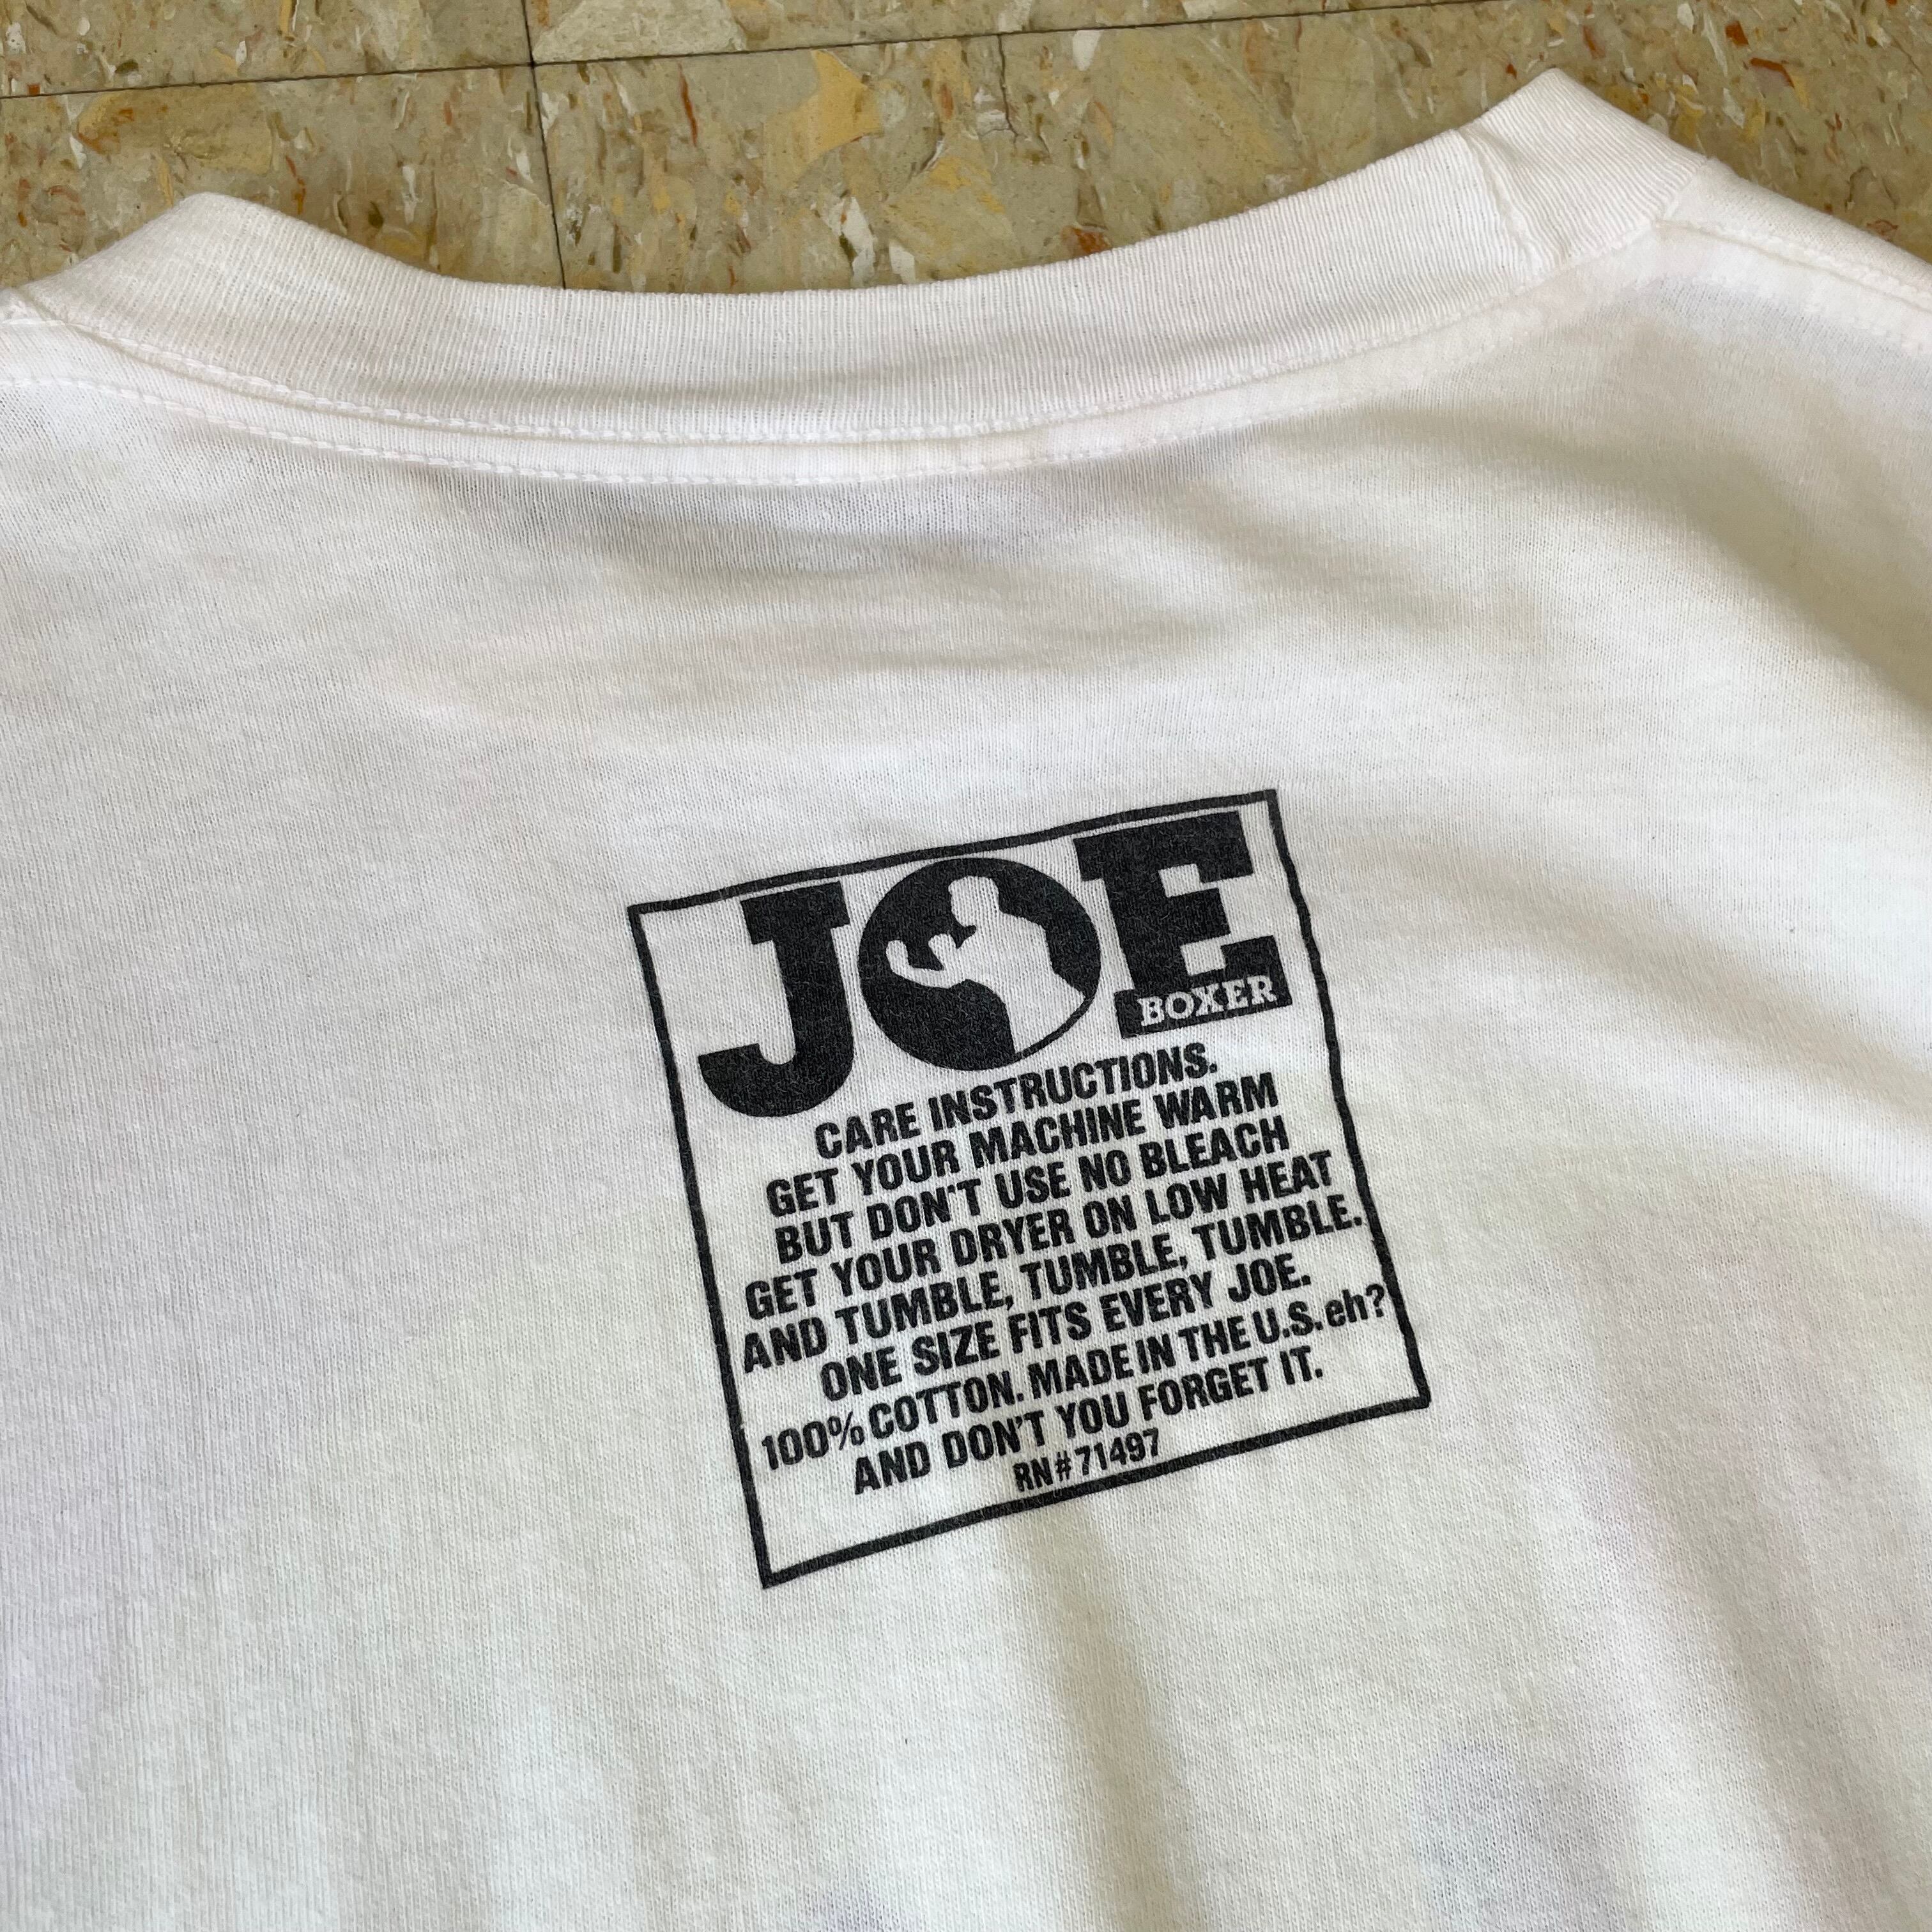 JOE
BOXER
CARE INSTRUCTIONS.
GET YOUR MACHINE WARM
BUT DON'T USE NO BLEACH
GET YOUR DRYER ON LOW HEAT
AND TUMBLE, TUMBLE, TUMBLE.
ONE SIZE FITS EVERY JOE.
100% COTTON. MADE IN THE U.S. eh?
AND DON'T YOU FORGET IT.
RN# 71497